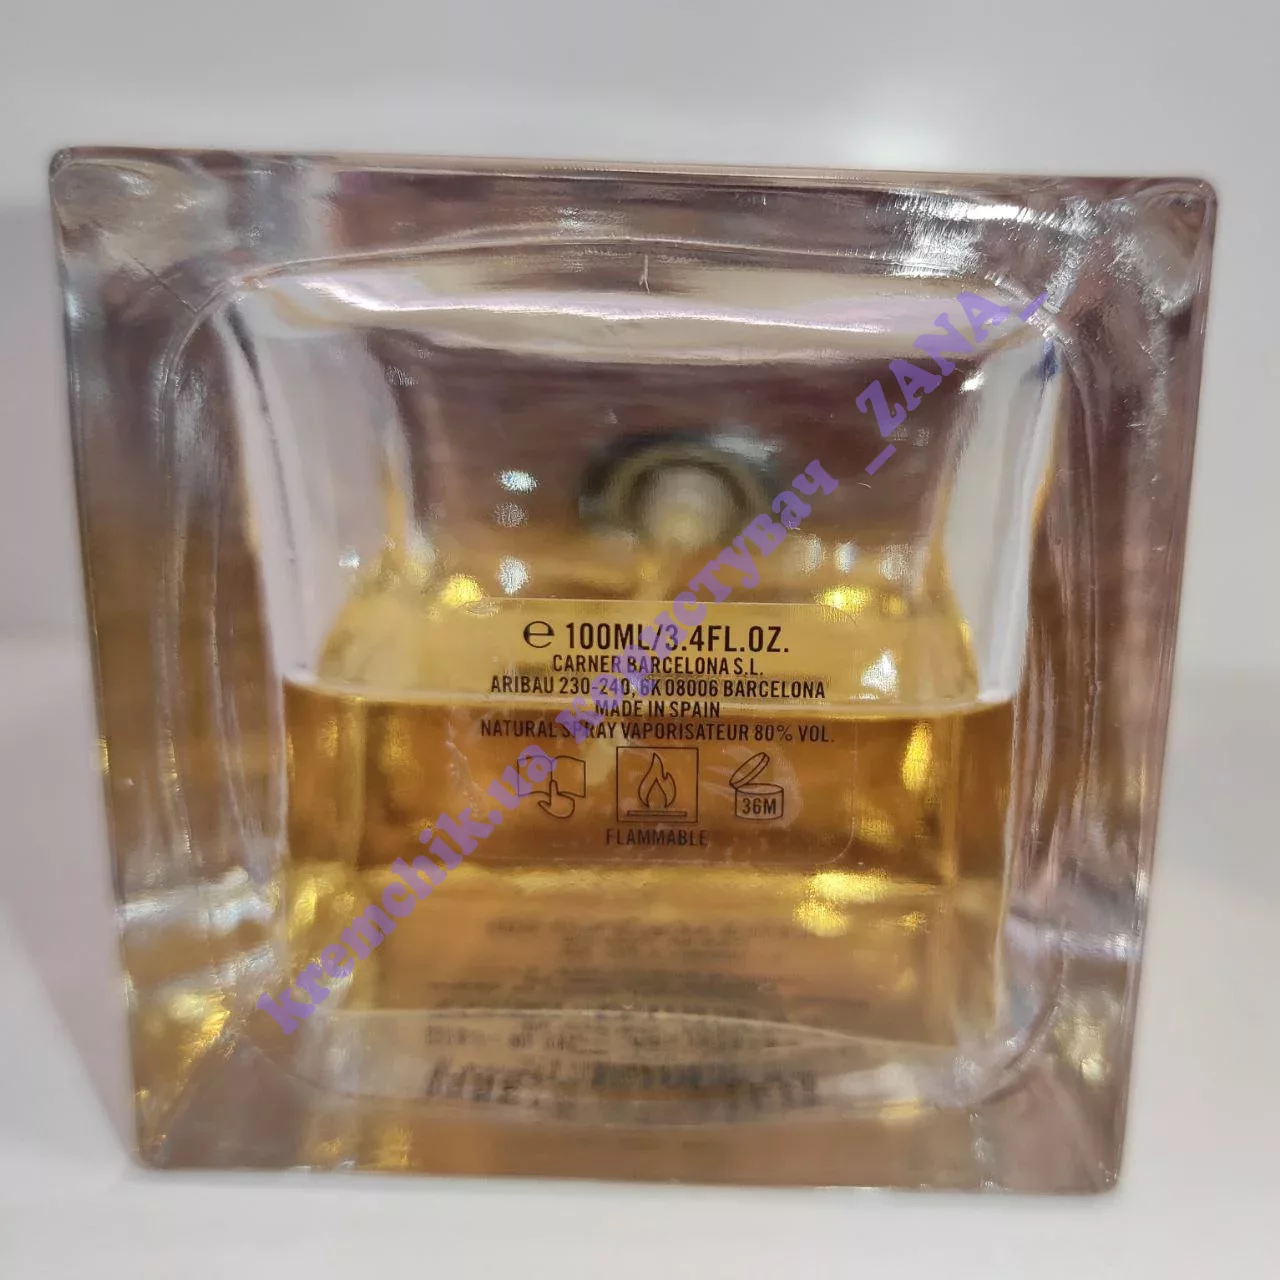 ℮ 100ML/3.4FL.OZ.
CARNER BARCELONA S.L.
ARIBAU 230-240, 6K 08006 BARCELONA
MADE IN SPAIN
NATURAL SPRAY VAPORISATEUR 80% VOL.
36M
FLAMMABLE
kremchik.ua користувач _ZANA_